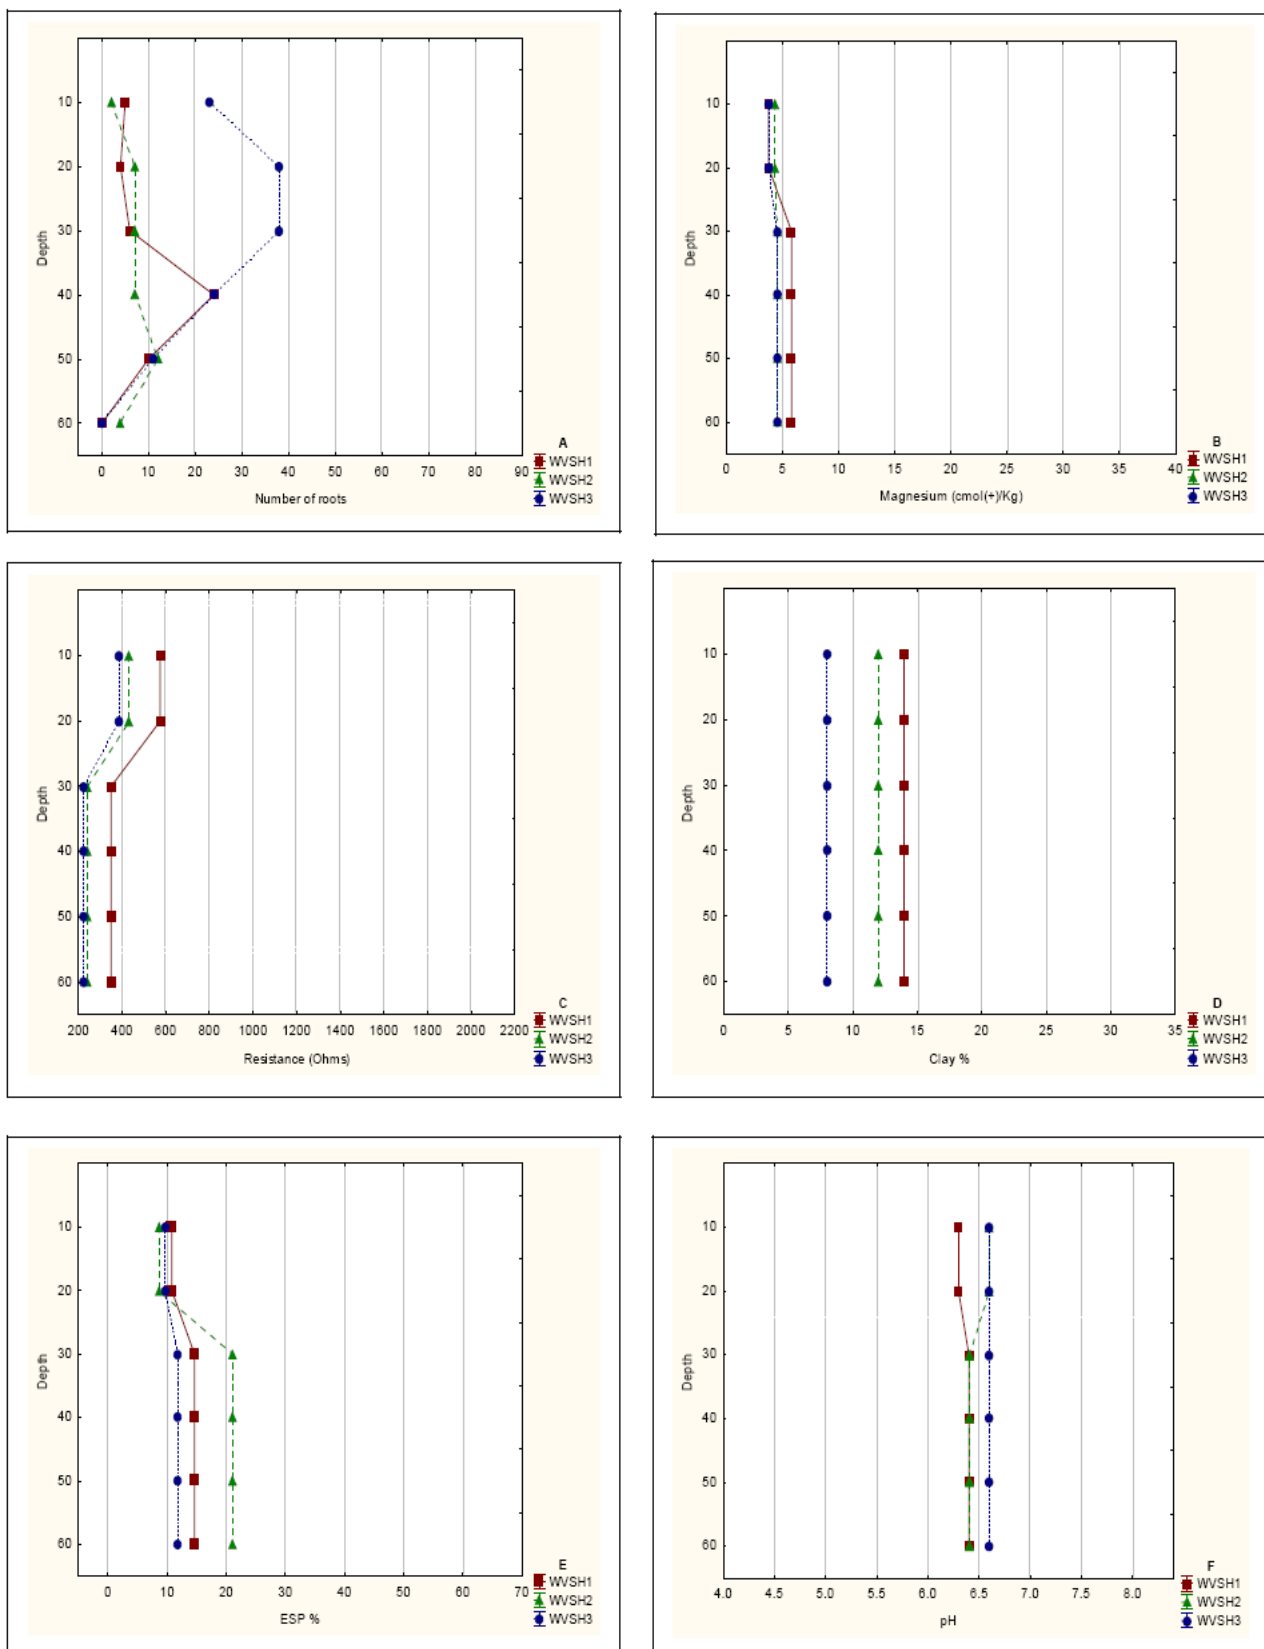 10
20
30
40
50
60
Depth
0 10 20 30 40 50 60 70 80 90
Number of roots
A
WVSH1
WVSH2
WVSH3
10
20
30
40
50
60
Depth
0 5 10 15 20 25 30 35 40
Magnesium (cmol(+)/Kg)
B
WVSH1
WVSH2
WVSH3
10
20
30
40
50
60
Depth
200 400 600 800 1000 1200 1400 1600 1800 2000 2200
Resistance (Ohms)
C
WVSH1
WVSH2
WVSH3
10
20
30
40
50
60
Depth
0 5 10 15 20 25 30 35
Clay %
D
WVSH1
WVSH2
WVSH3
10
20
30
40
50
60
Depth
0 10 20 30 40 50 60 70
ESP %
E
WVSH1
WVSH2
WVSH3
10
20
30
40
50
60
Depth
4.0 4.5 5.0 5.5 6.0 6.5 7.0 7.5 8.0
pH
F
WVSH1
WVSH2
WVSH3